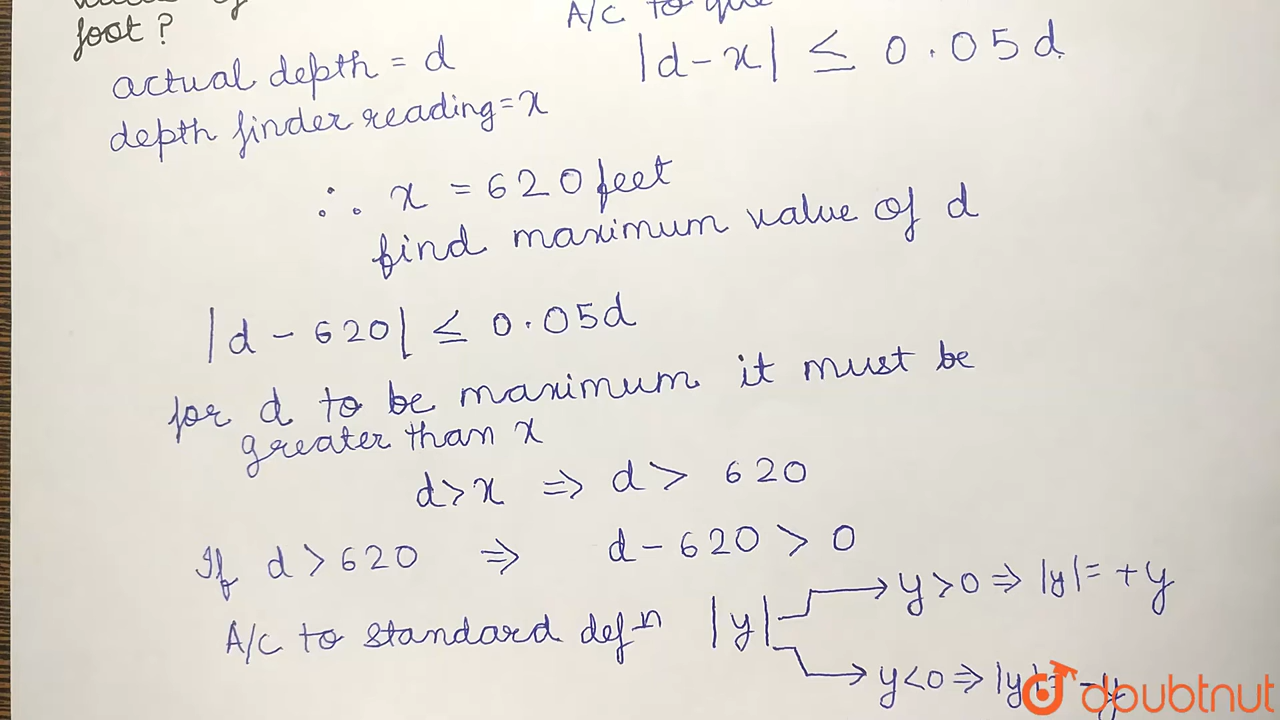 foot ?
A/C to que
actual depth = d
|d - x| ≤ 0.05d
depth finder reading = x
∴ x = 620 feet
find maximum value of d
|d - 620| ≤ 0.05d
for d to be maximum it must be
greater than x
d > x ⇒ d > 620
If d > 620 ⇒ d - 620 > 0
A/C to standard defn |y| → y > 0 ⇒ |y| = +y
→ y < 0 ⇒ |y| = -y
doubtnut